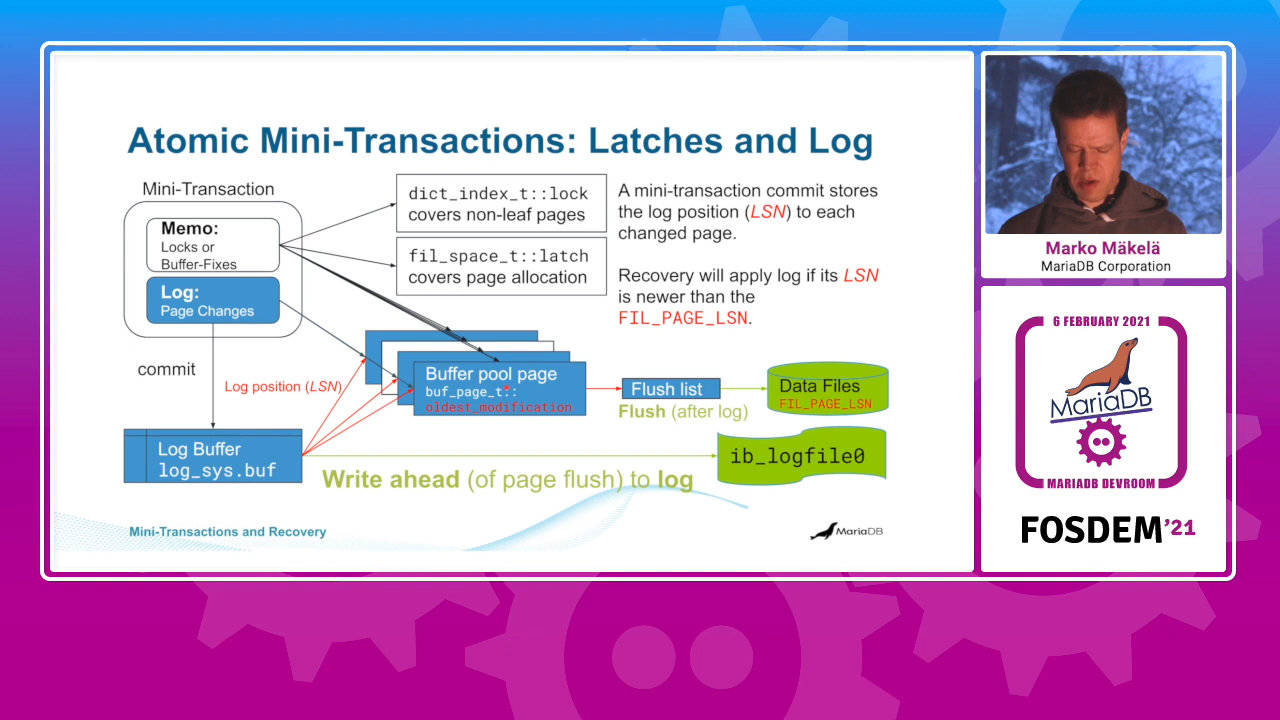 Atomic Mini-Transactions: Latches and Log
Mini-Transaction
Memo:
Locks or
Buffer-Fixes
Log:
Page Changes
dict_index_t::lock
covers non-leaf pages
fil_space_t::latch
covers page allocation
A mini-transaction commit stores
the log position (LSN) to each
changed page.
Recovery will apply log if its LSN
is newer than the
FIL_PAGE_LSN.
commit
Log position (LSN)
Buffer pool page
buf_page_t::
oldest_modification
Flush list
Flush (after log)
Data Files
FIL_PAGE_LSN
Log Buffer
log_sys.buf
ib_logfile0
Write ahead (of page flush) to log
Mini-Transactions and Recovery
MariaDB
Marko Mäkelä
MariaDB Corporation
6 FEBRUARY 2021
MariaDB
MARIADB DEVROOM
FOSDEM'21